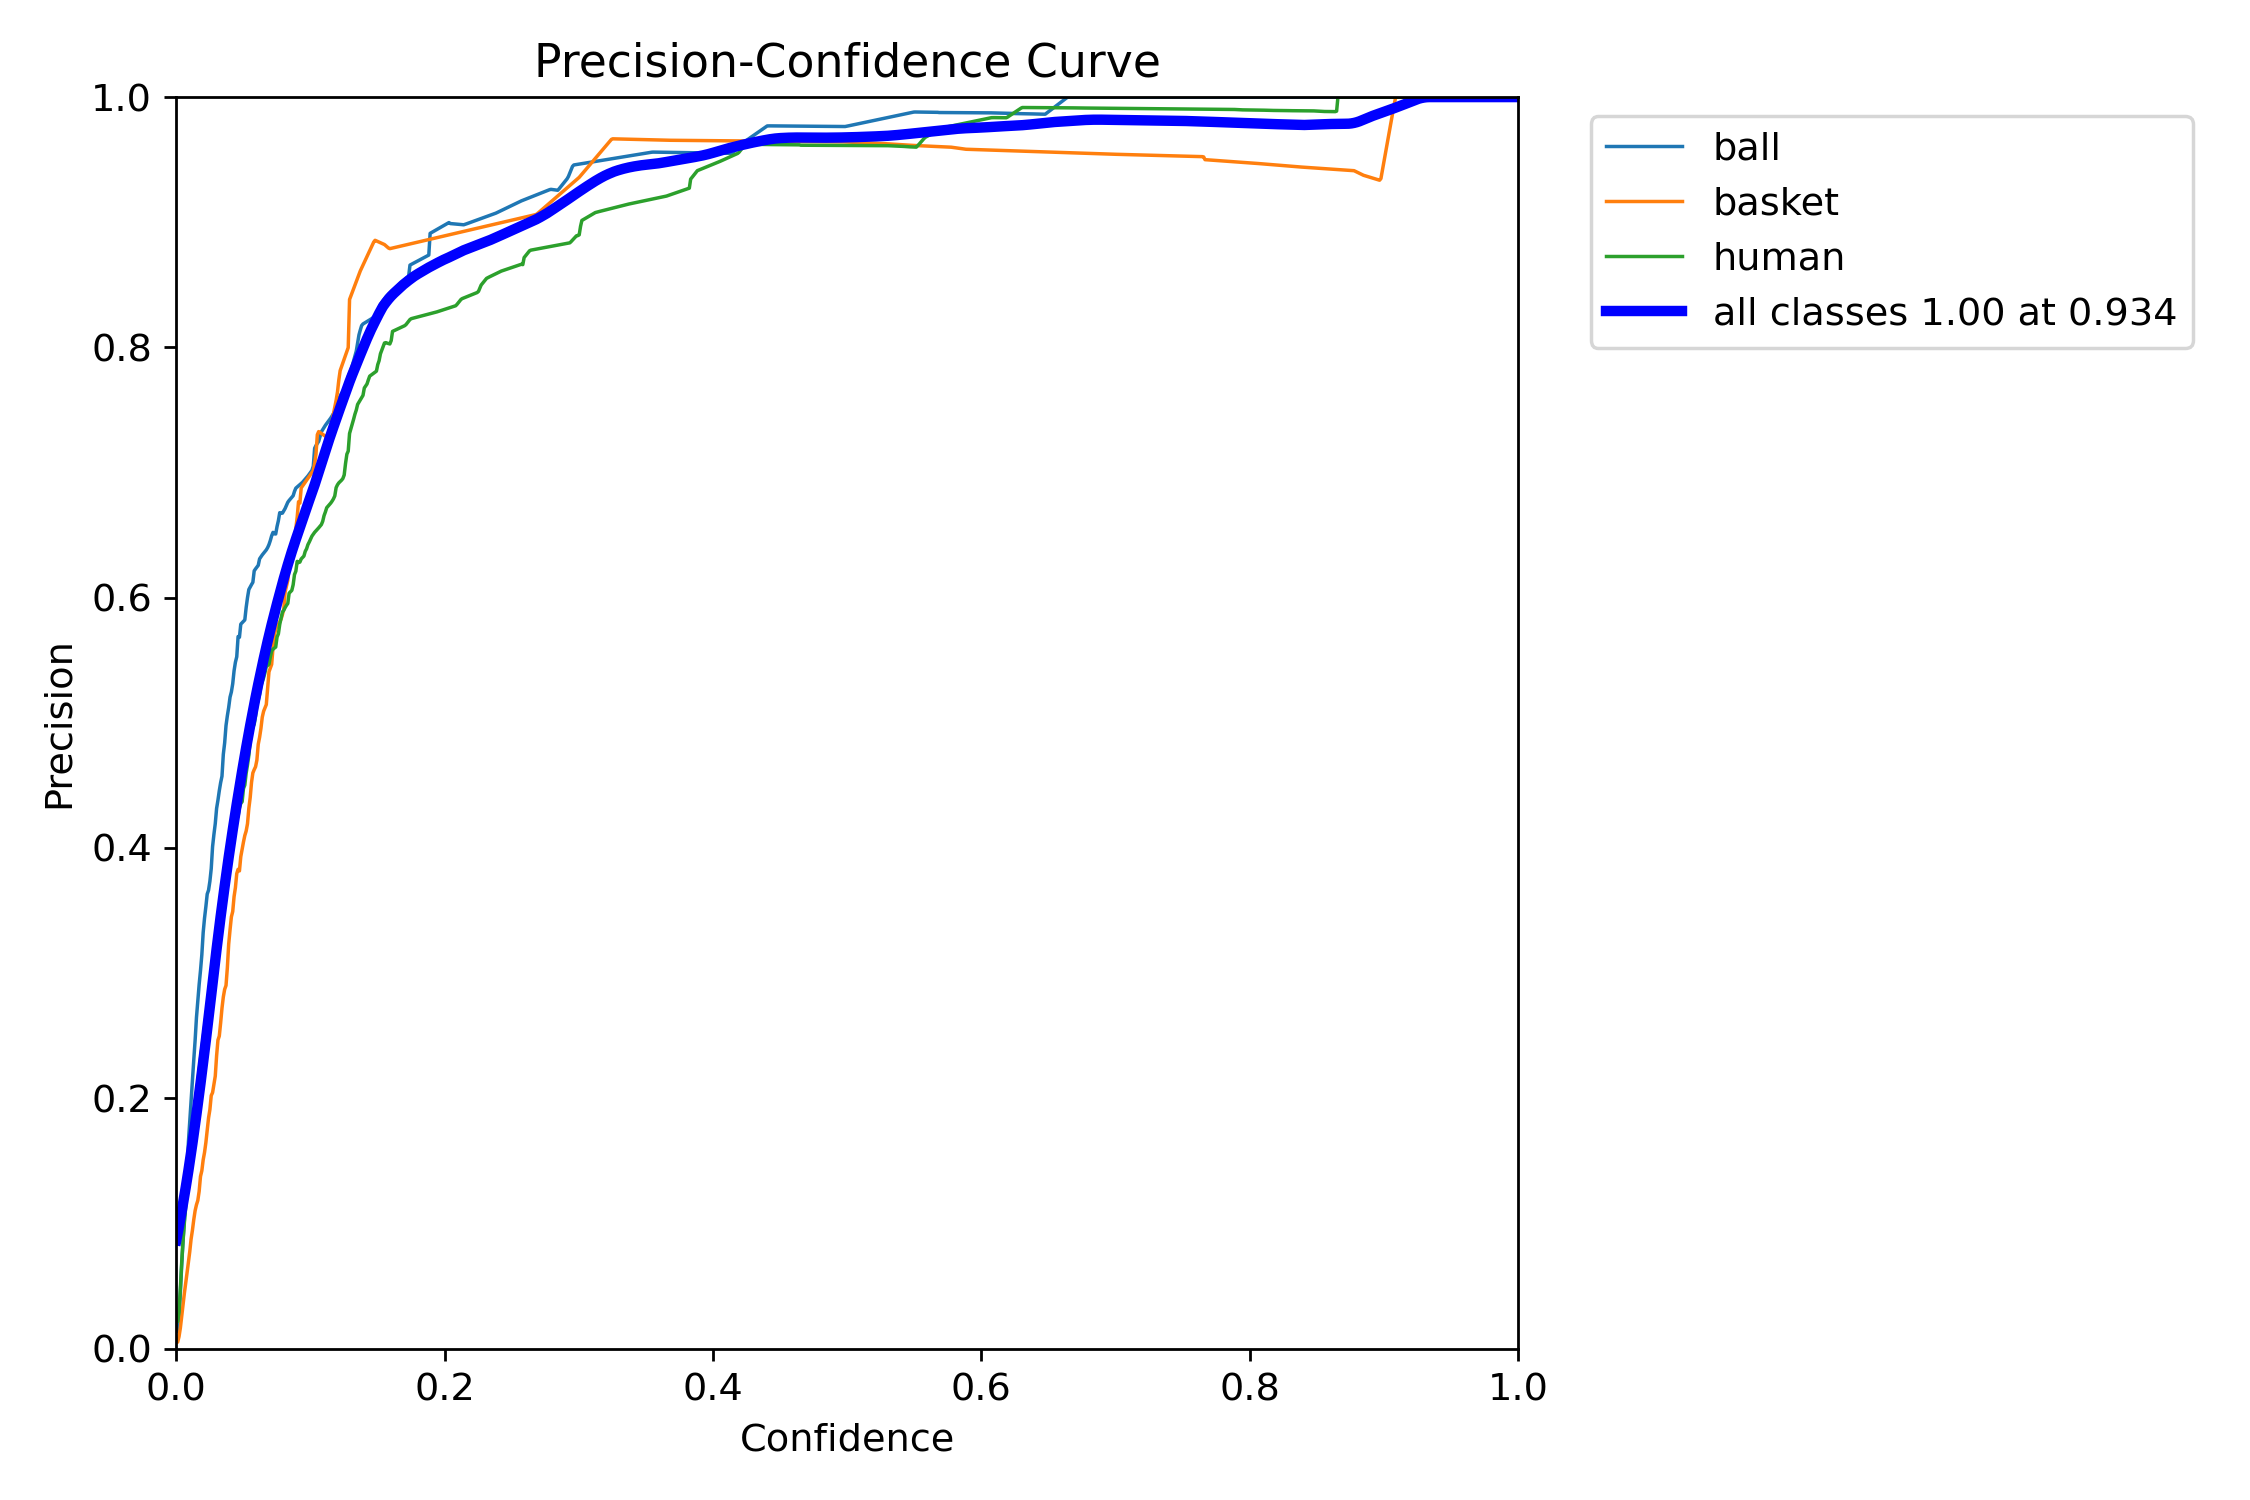 Precision-Confidence Curve
1.0
0.8
0.6
0.4
0.2
0.0
Precision
0.0 0.2 0.4 0.6 0.8 1.0
Confidence
ball
basket
human
all classes 1.00 at 0.934